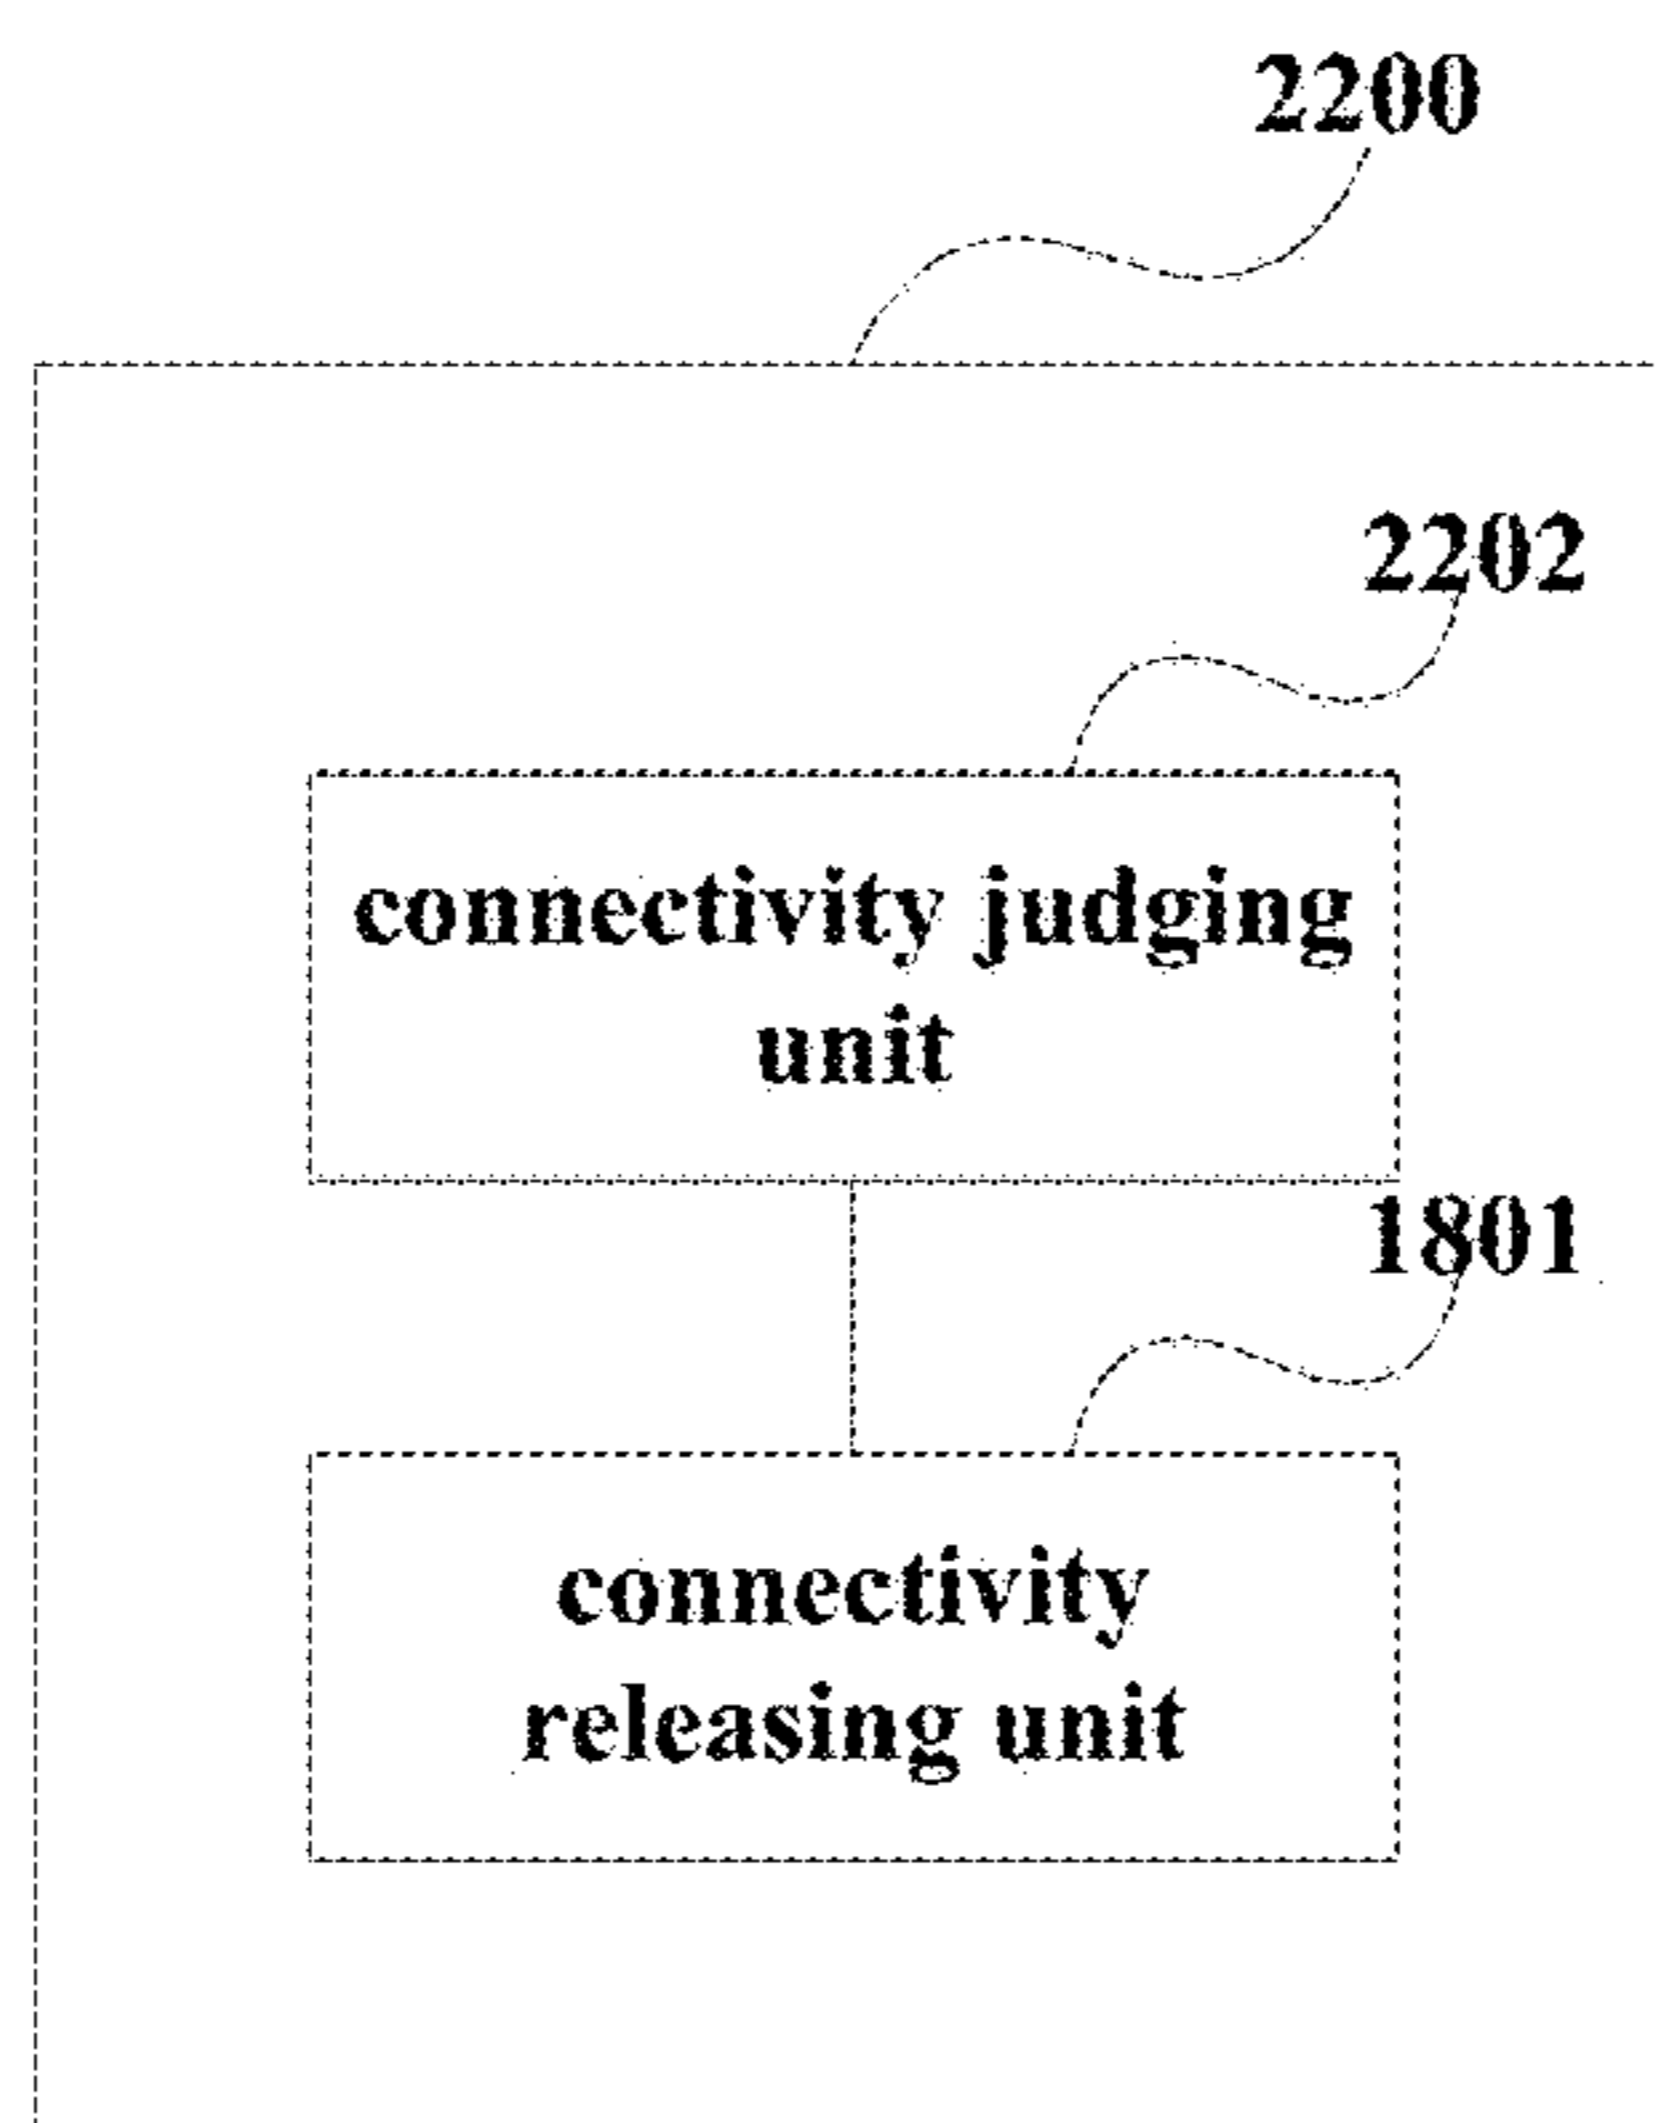 2200
2202
connectivity judging
unit
1801
connectivity
releasing unit